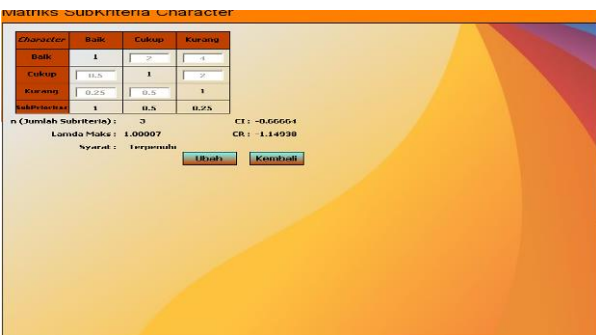 Matriks SubKriteria Character
Character Baik Cukup Kurang
Baik 1 2 4
Cukup 0.5 1 2
Kurang 0.25 0.5 1
SubPrioritas 1 0.5 0.25
n (Jumlah Subriteria) : 3 CI : -0.66664
Lamda Maks : 1.00007 CR : -1.14938
Syarat : Terpenuhi
Ubah Kembali